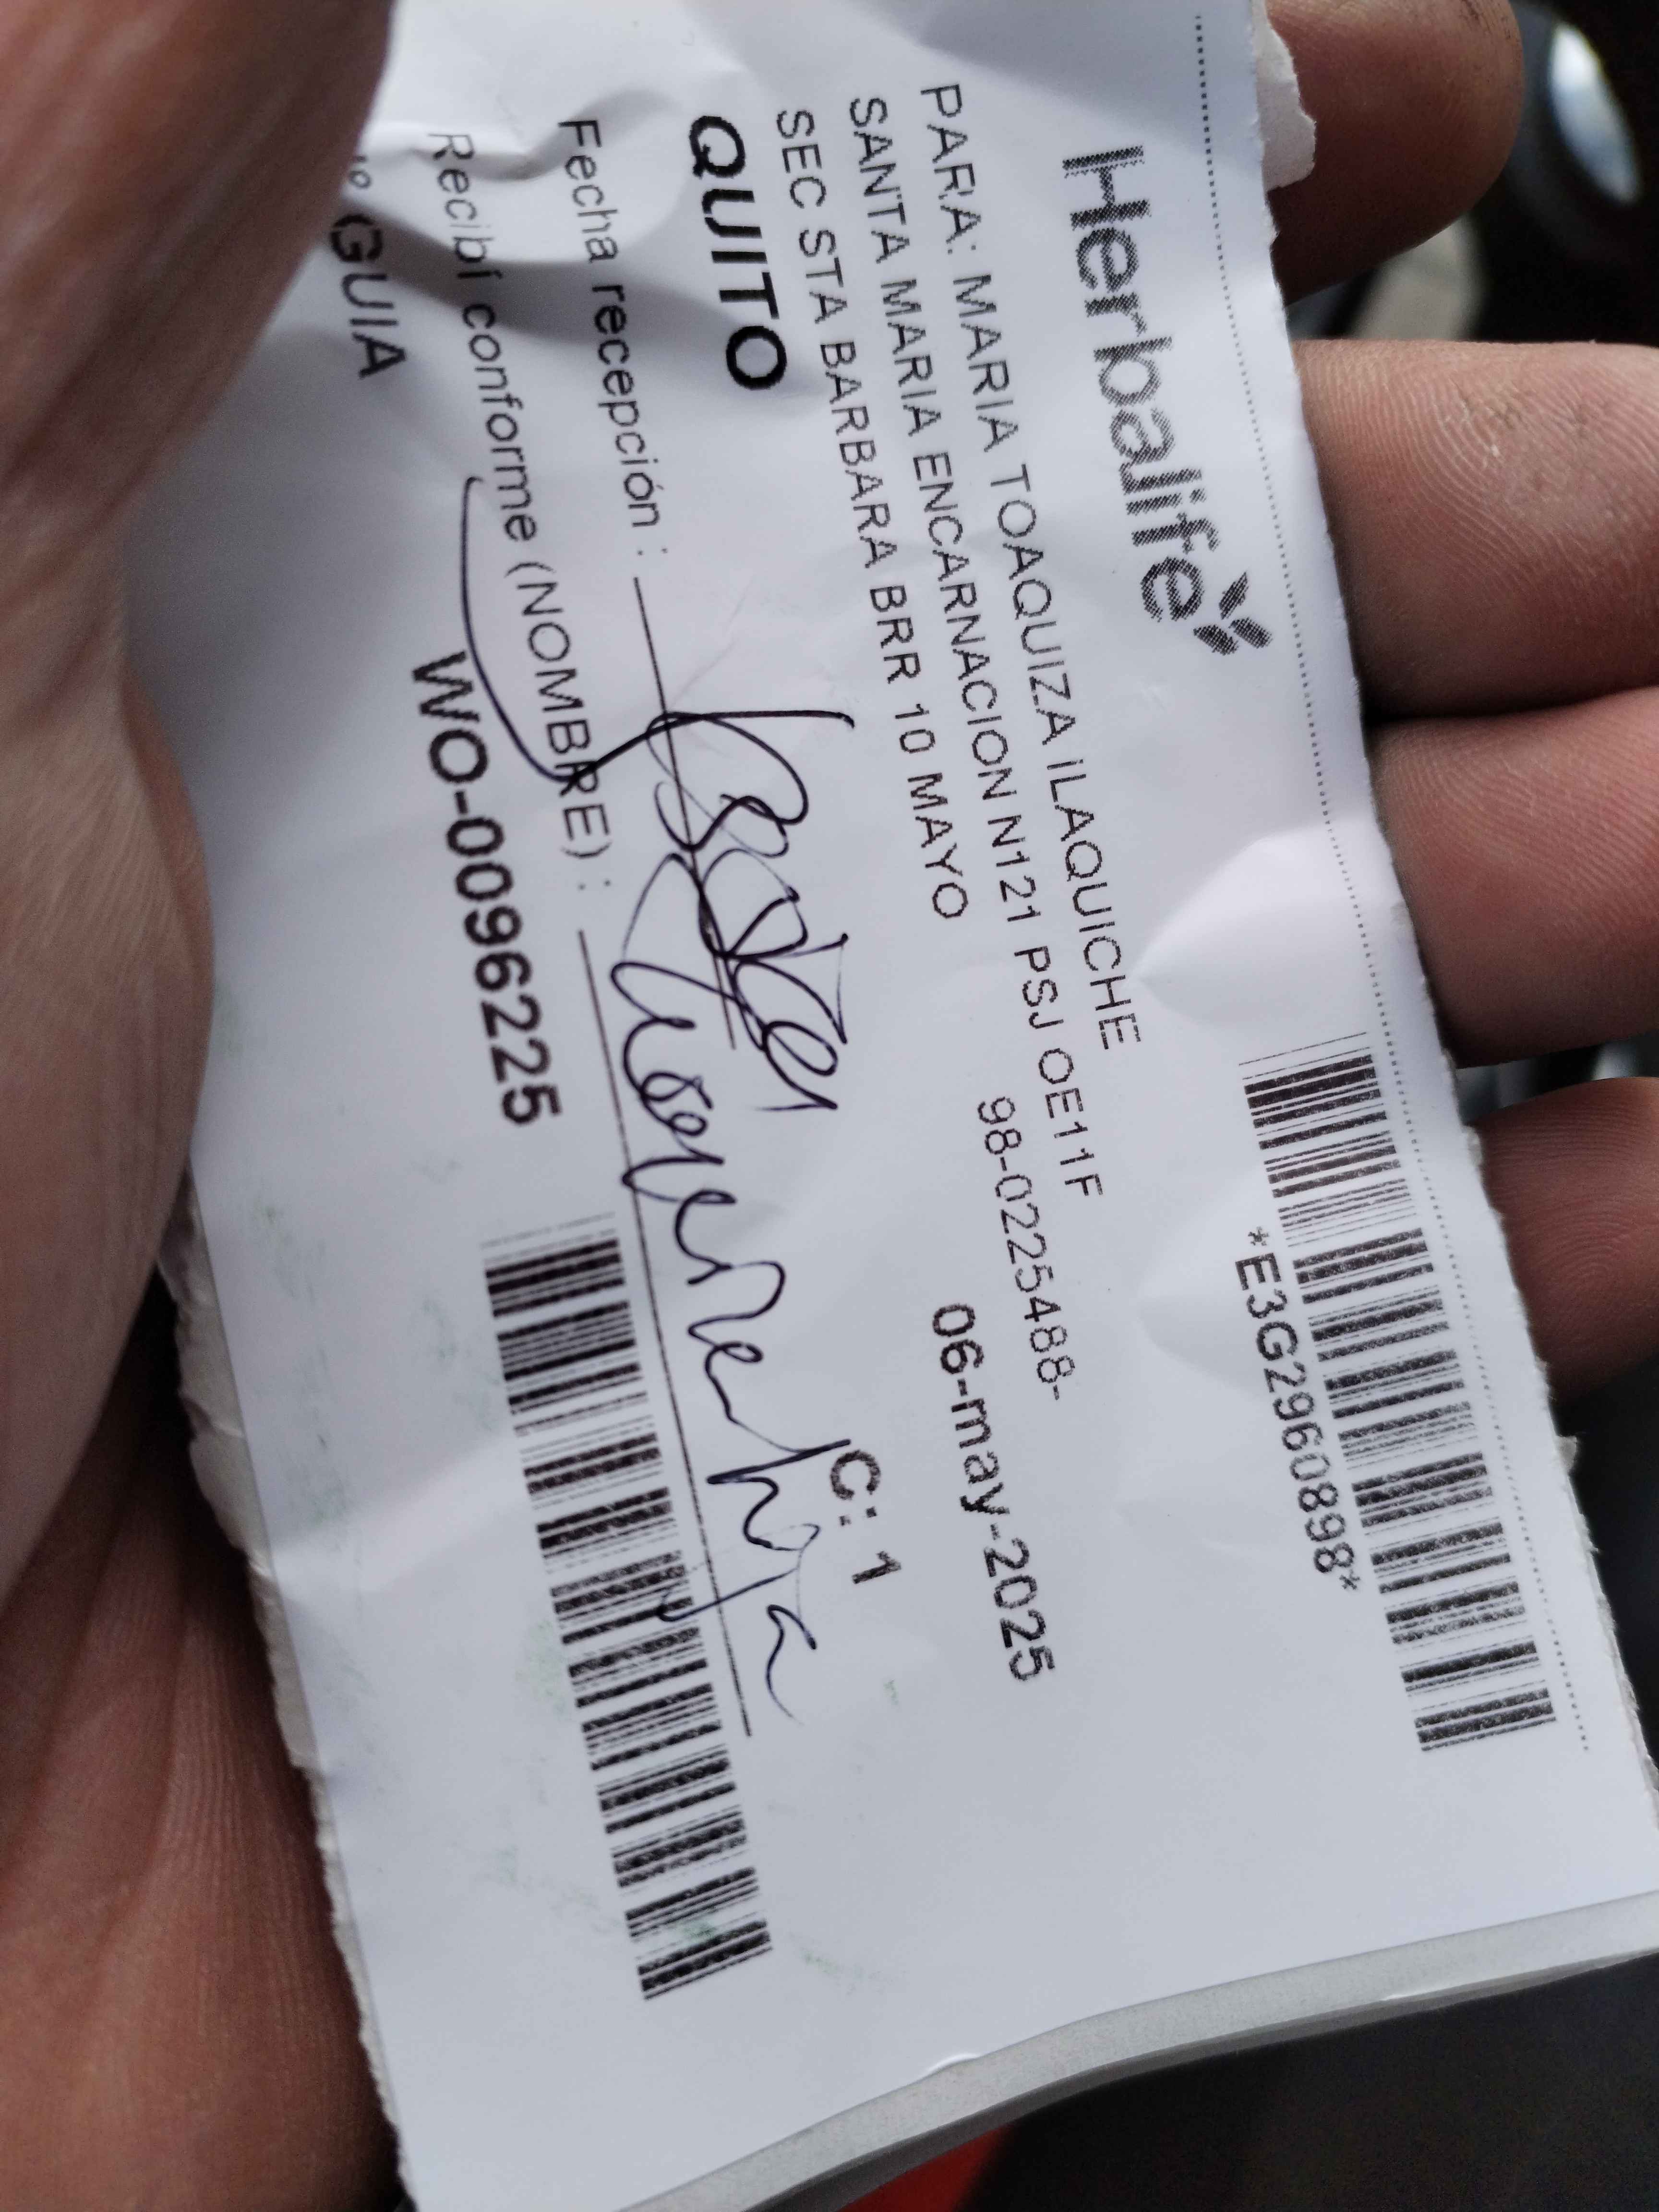 Herbalife
*E3G2960898*
PARA: MARIA TOAQUIZA iLAQUICHE
SANTA MARIA ENCARNACION N121 PSJ OE11F
SEC STA BARBARA BRR 10 MAYO
98-0225488-
QUITO
06-may-2025
Fecha recepción :
C: 1
Recibí conforme (NOMBRE) :
GUIA
WO-0096225